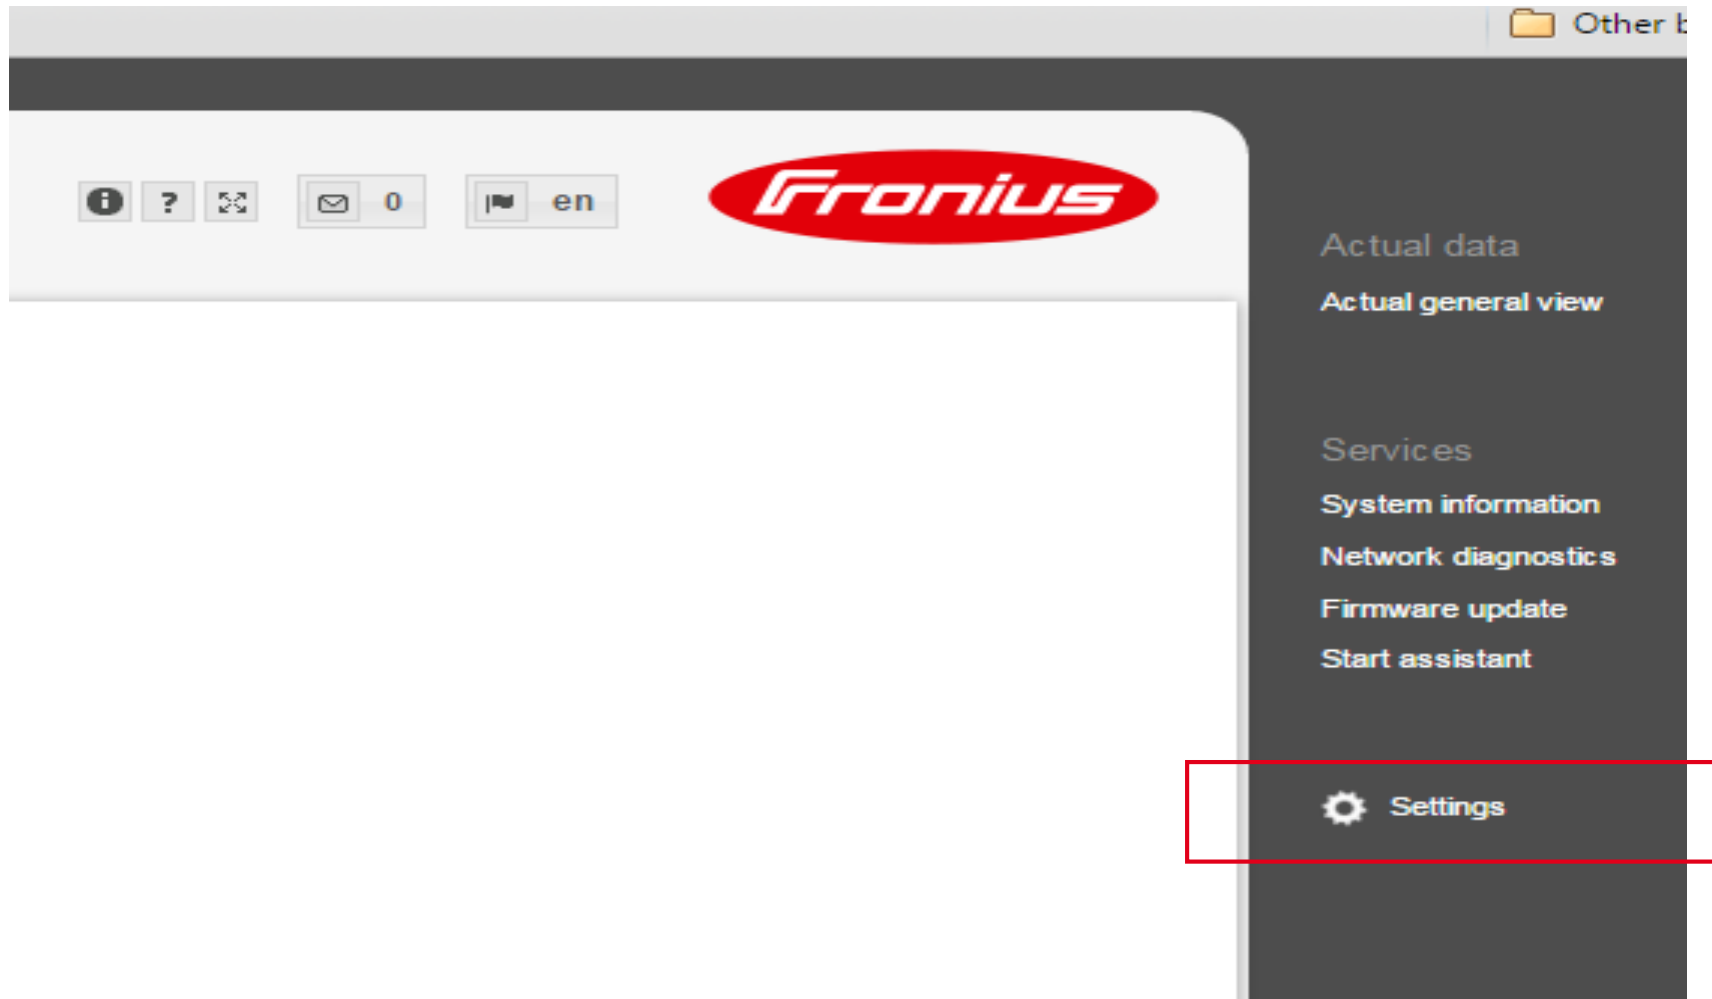 Other b
? 0 en
Fronius
Actual data
Actual general view
Services
System information
Network diagnostics
Firmware update
Start assistant
Settings